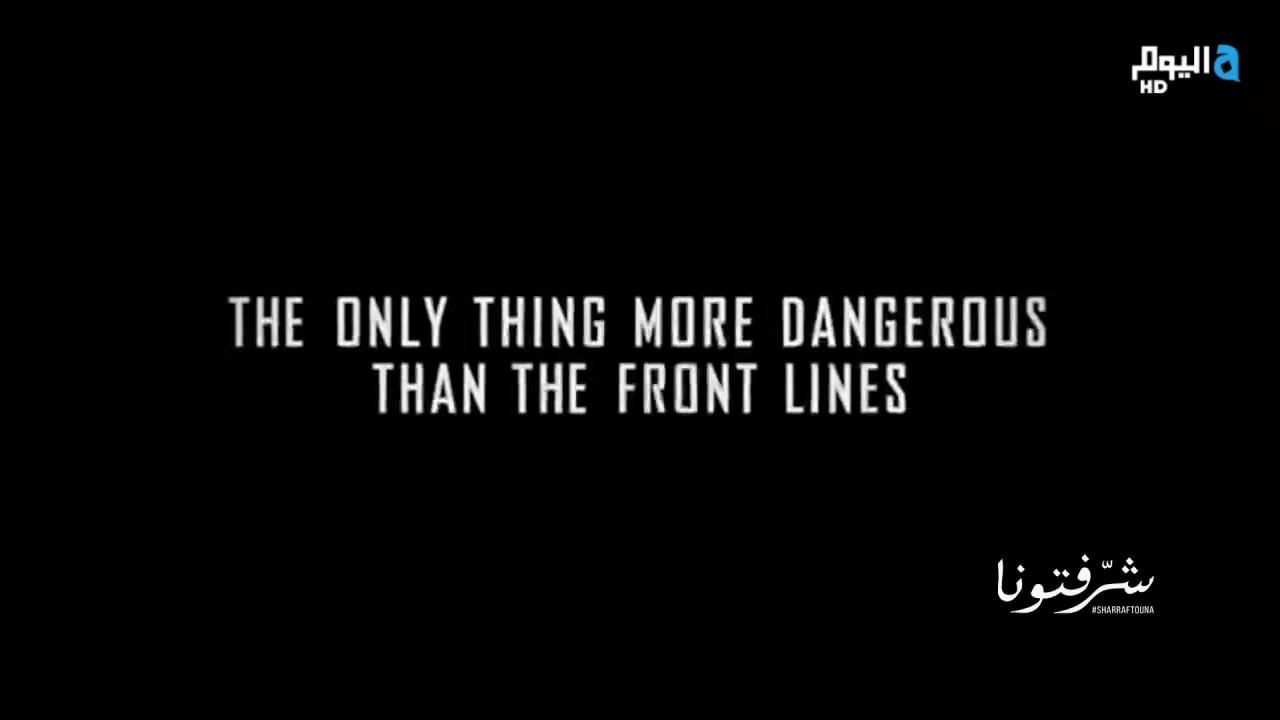 اليوم a
HD
THE ONLY THING MORE DANGEROUS
THAN THE FRONT LINES
شرّفتونا
#SHARRAFTOUNA